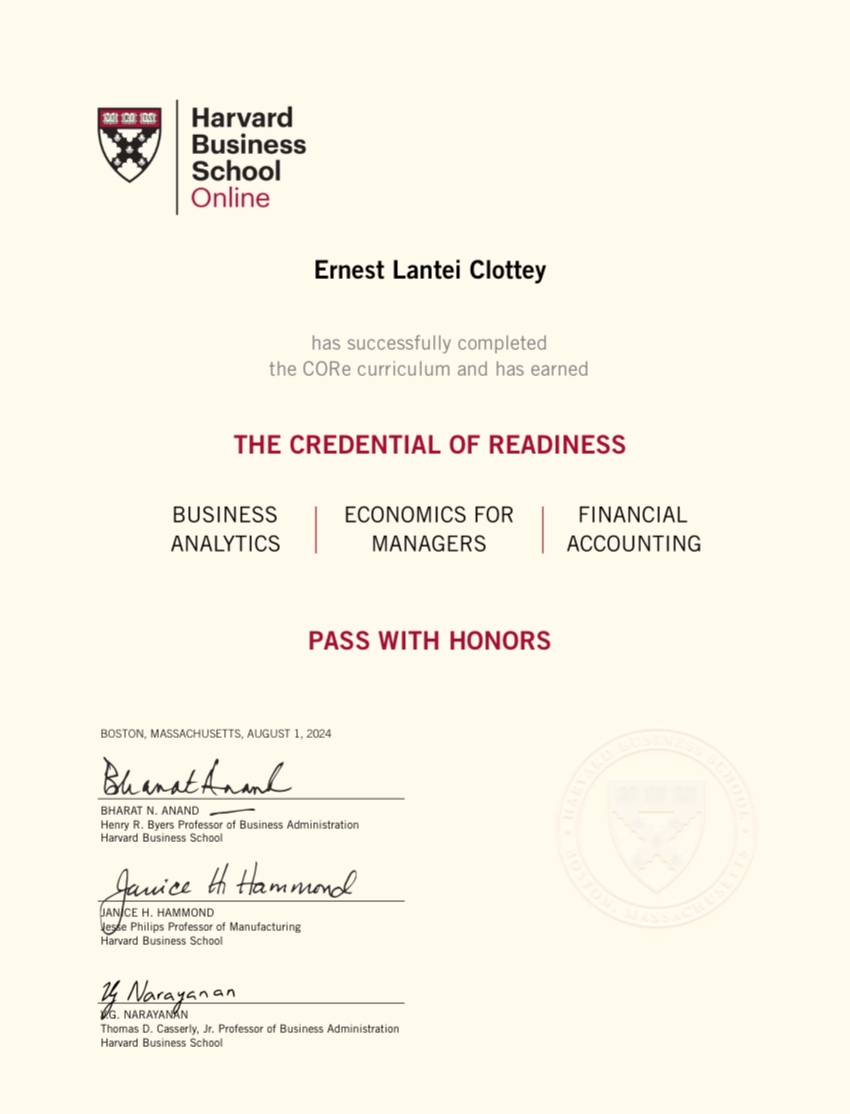 Harvard
Business
School
Online
Ernest Lantei Clottey
has successfully completed
the CORe curriculum and has earned
THE CREDENTIAL OF READINESS
BUSINESS
ANALYTICS
ECONOMICS FOR
MANAGERS
FINANCIAL
ACCOUNTING
PASS WITH HONORS
BOSTON, MASSACHUSETTS, AUGUST 1, 2024
Bharat Anand
BHARAT N. ANAND
Henry R. Byers Professor of Business Administration
Harvard Business School
Janice H Hammond
JANICE H. HAMMOND
Jesse Philips Professor of Manufacturing
Harvard Business School
VG Narayanan
V.G. NARAYANAN
Thomas D. Casserly, Jr. Professor of Business Administration
Harvard Business School
HARVARD BUSINESS SCHOOL
BOSTON, MASSACHUSETTS